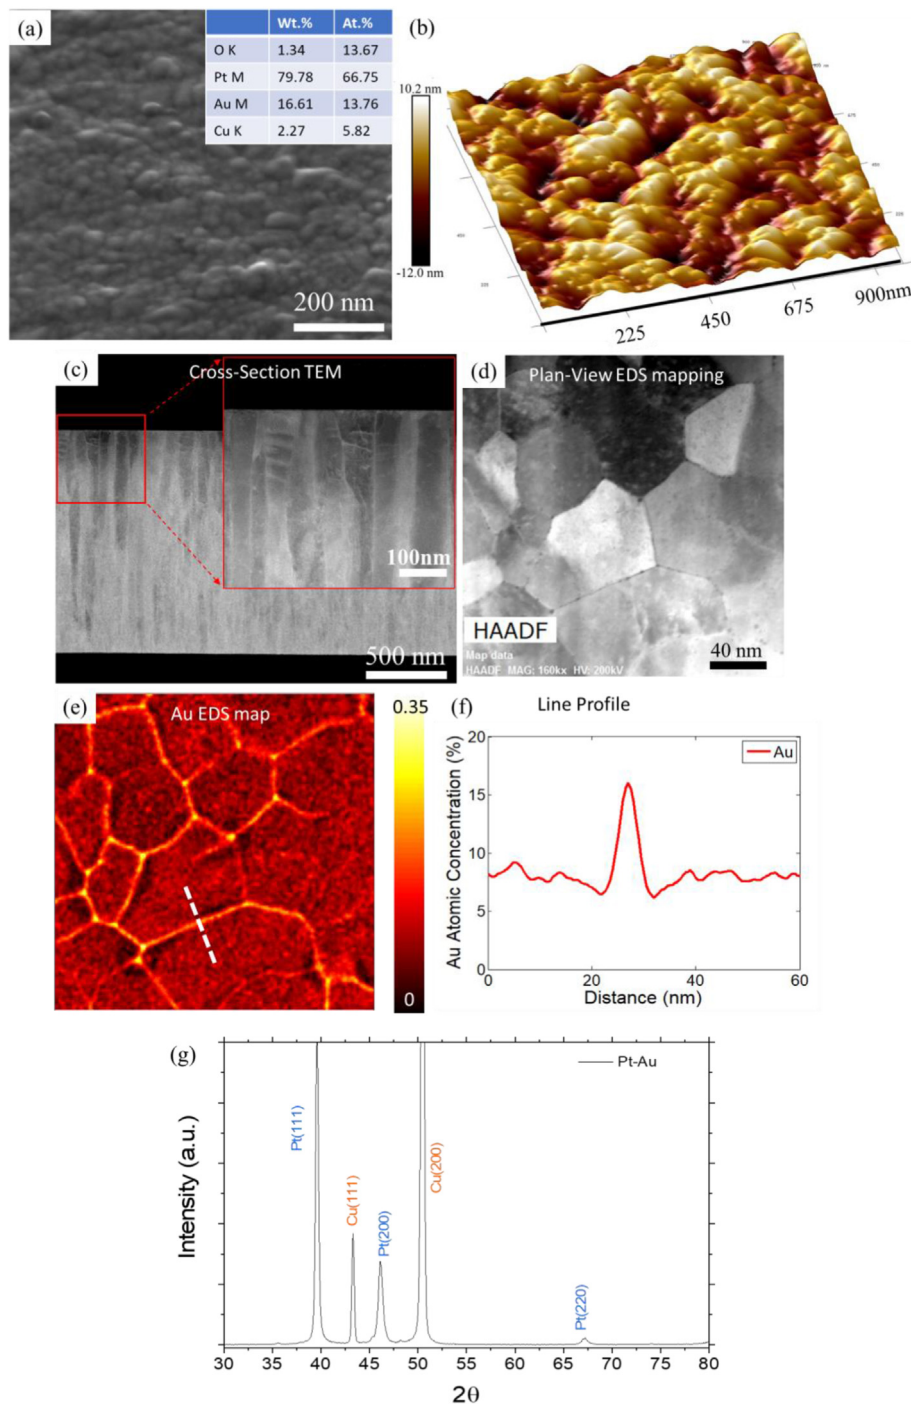 (a)
Wt.% At.%
O K 1.34 13.67
Pt M 79.78 66.75
Au M 16.61 13.76
Cu K 2.27 5.82
200 nm
(b)
10.2 nm
-12.0 nm
225 450 675 900nm
(c)
Cross-Section TEM
100nm
500 nm
(d)
Plan-View EDS mapping
HAADF
Map data
HAADF MAG: 160kx HV: 200kV
40 nm
(e)
Au EDS map
0.35
0
(f)
Line Profile
Au Atomic Concentration (%)
20
15
10
5
0
Au
0 20 40 60
Distance (nm)
(g)
Pt-Au
Intensity (a.u.)
Pt(111)
Cu(111)
Pt(200)
Cu(200)
Pt(220)
30 35 40 45 50 55 60 65 70 75 80
2θ